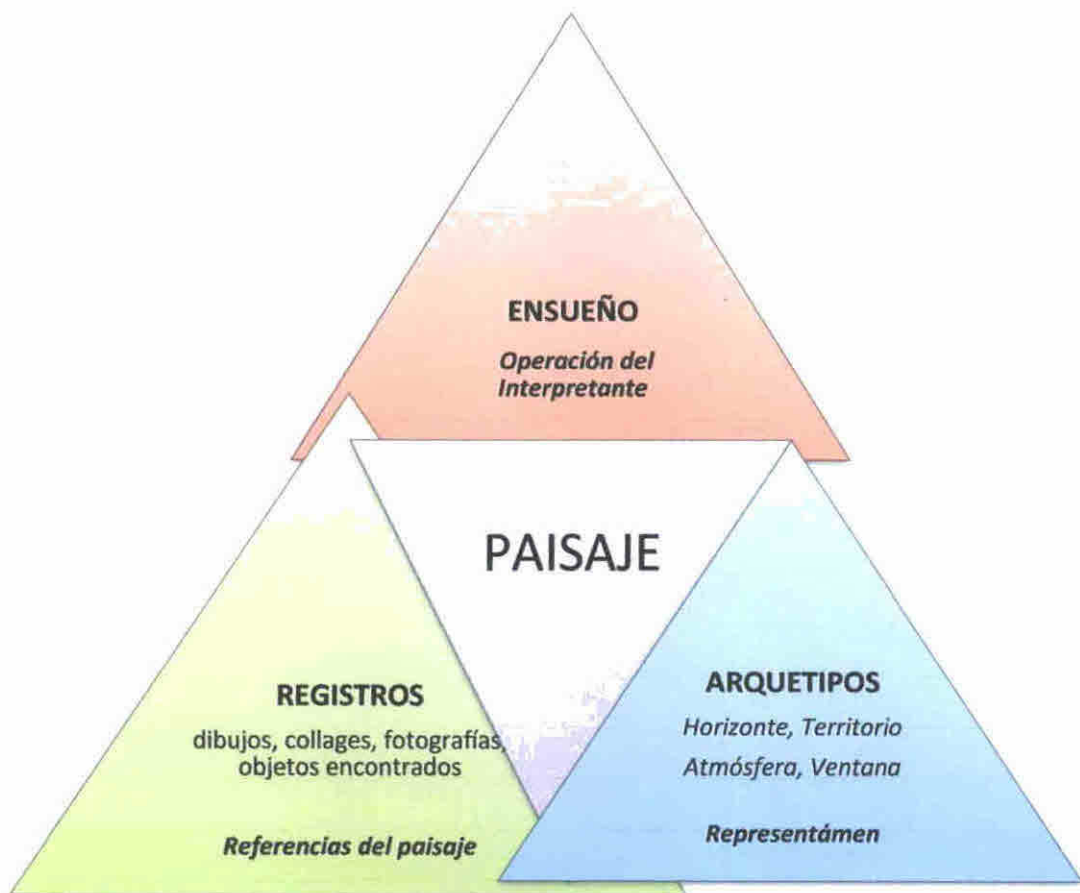 ENSUEÑO
Operación del
Interpretante
PAISAJE
REGISTROS
dibujos, collages, fotografías,
objetos encontrados
Referencias del paisaje
ARQUETIPOS
Horizonte, Territorio
Atmósfera, Ventana
Representámen